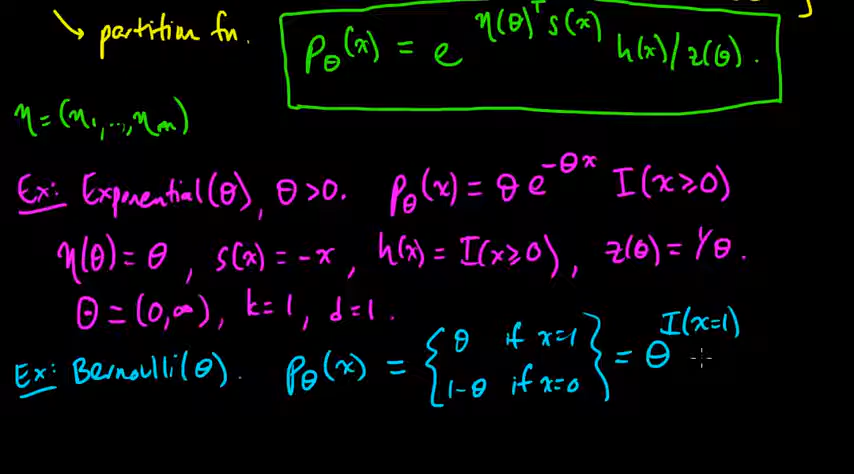 ↘ partition fn.
P_θ(x) = e^{η(θ)^T s(x)} h(x)/z(θ).
η = (η_1, ..., η_m)
Ex: Exponential(θ), θ > 0. P_θ(x) = θ e^{-θx} I(x ≥ 0)
η(θ) = θ, s(x) = -x, h(x) = I(x ≥ 0), z(θ) = 1/θ.
Θ = (0, ∞), k = 1, d = 1.
Ex: Bernoulli(θ). P_θ(x) = { θ if x=1
1-θ if x=0 } = θ^{I(x=1)}